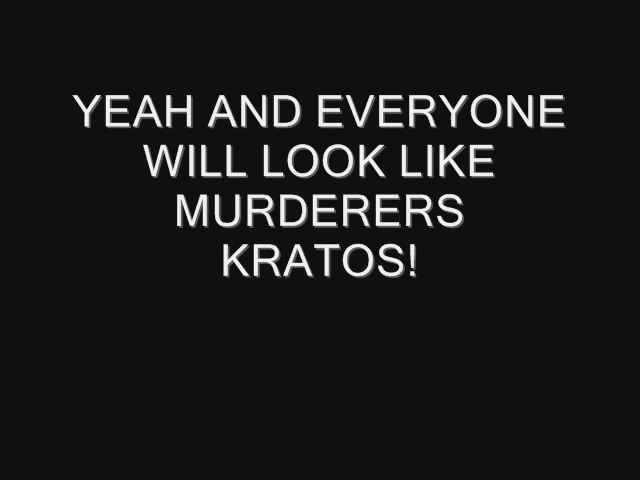 YEAH AND EVERYONE
WILL LOOK LIKE
MURDERERS
KRATOS!